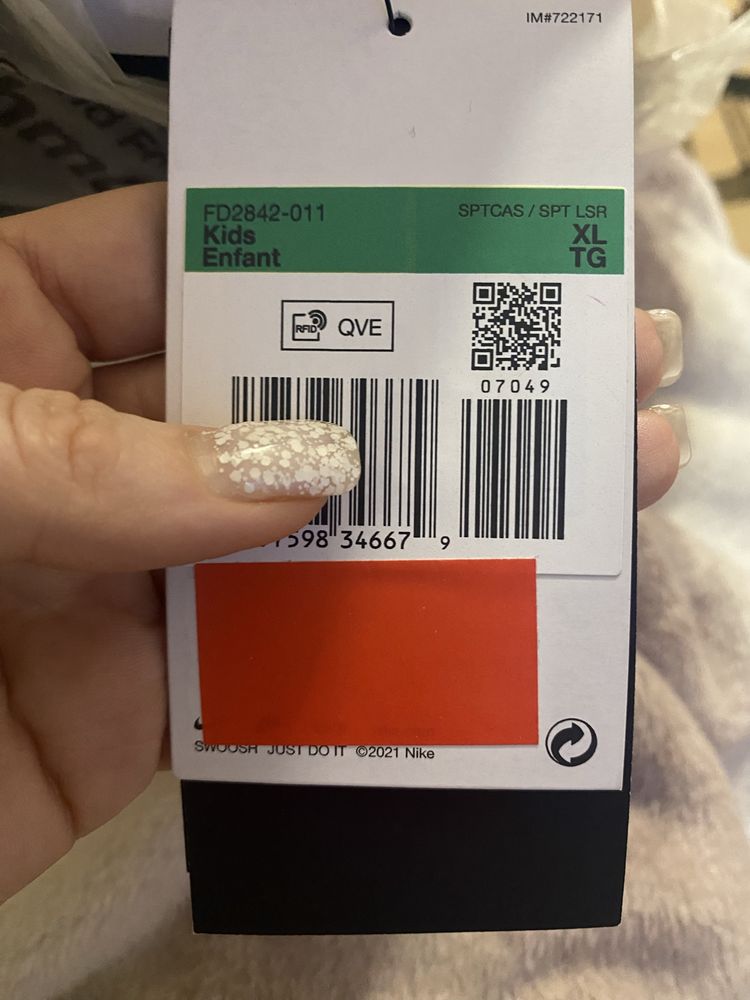 IM#722171
FD2842-011 SPTCAS / SPT LSR
Kids XL
Enfant TG
RFID QVE
07049
7598 34667 9
SWOOSH JUST DO IT ©2021 Nike